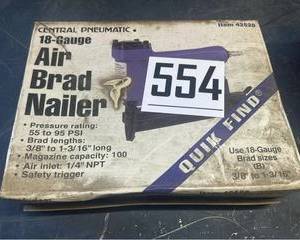 CENTRAL PNEUMATIC
Item 42528
18-Gauge
Air
Brad
Nailer
554
• Pressure rating:
55 to 95 PSI
• Brad lengths:
3/8" to 1-3/16" long
• Magazine capacity: 100
• Air inlet: 1/4" NPT
• Safety trigger
QUIK FIND®
Use 18-Gauge
Brad sizes
(B)
3/8" to 1-3/16"